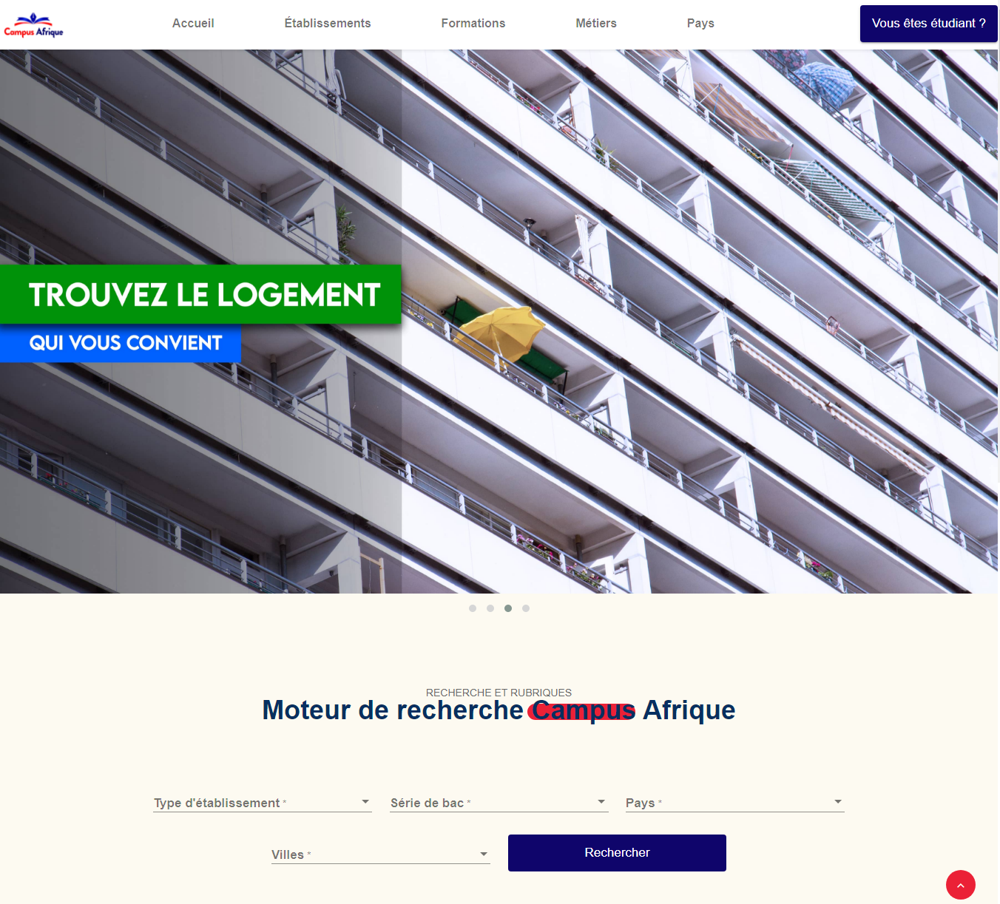 Campus Afrique
Accueil
Établissements
Formations
Métiers
Pays
Vous êtes étudiant ?
TROUVEZ LE LOGEMENT
QUI VOUS CONVIENT
RECHERCHE ET RUBRIQUES
Moteur de recherche Campus Afrique
Type d'établissement *
Série de bac *
Pays *
Villes *
Rechercher